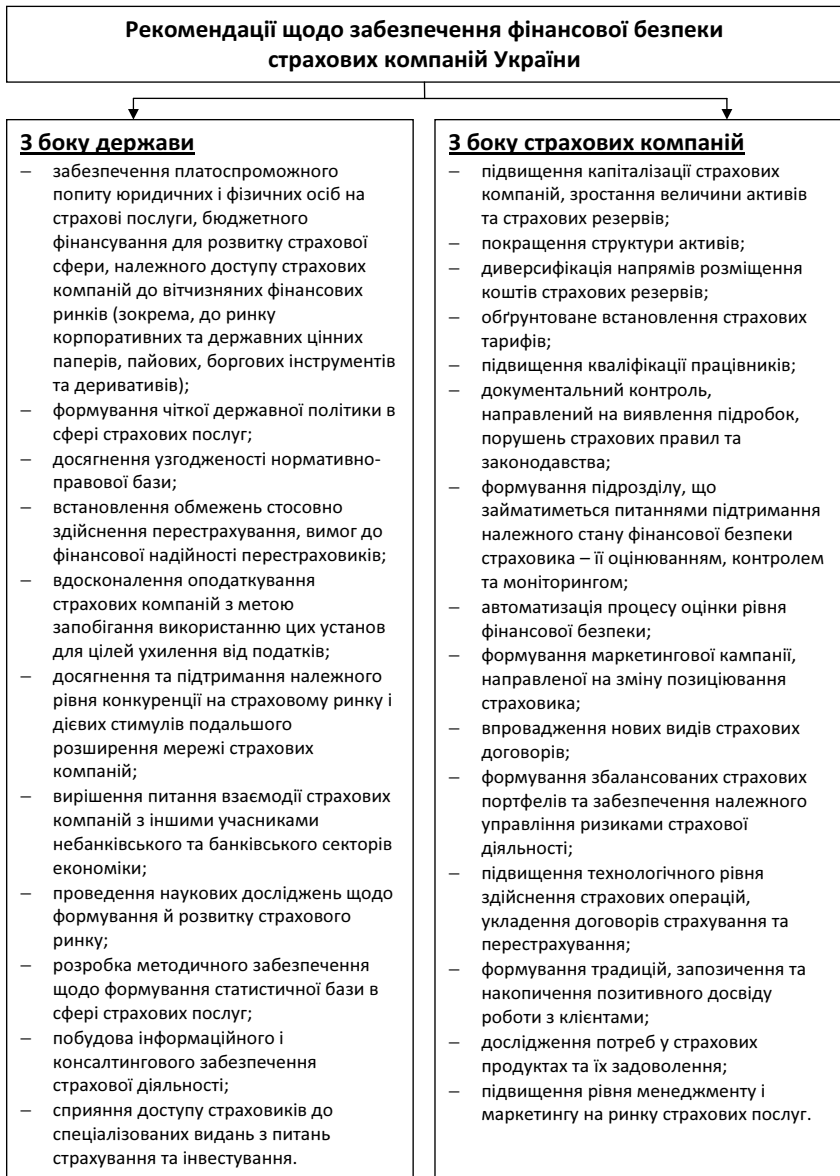 Рекомендації щодо забезпечення фінансової безпеки
страхових компаній України
З боку держави
– забезпечення платоспроможного
попиту юридичних і фізичних осіб на
страхові послуги, бюджетного
фінансування для розвитку страхової
сфери, належного доступу страхових
компаній до вітчизняних фінансових
ринків (зокрема, до ринку
корпоративних та державних цінних
паперів, пайових, боргових інструментів
та деривативів);
– формування чіткої державної політики в
сфері страхових послуг;
– досягнення узгодженості нормативно-
правової бази;
– встановлення обмежень стосовно
здійснення перестрахування, вимог до
фінансової надійності перестраховиків;
– вдосконалення оподаткування
страхових компаній з метою
запобігання використанню цих установ
для цілей ухилення від податків;
– досягнення та підтримання належного
рівня конкуренції на страховому ринку і
дієвих стимулів подальшого
розширення мережі страхових
компаній;
– вирішення питання взаємодії страхових
компаній з іншими учасниками
небанківського та банківського секторів
економіки;
– проведення наукових досліджень щодо
формування й розвитку страхового
ринку;
– розробка методичного забезпечення
щодо формування статистичної бази в
сфері страхових послуг;
– побудова інформаційного і
консалтингового забезпечення
страхової діяльності;
– сприяння доступу страховиків до
спеціалізованих видань з питань
страхування та інвестування.
З боку страхових компаній
– підвищення капіталізації страхових
компаній, зростання величини активів
та страхових резервів;
– покращення структури активів;
– диверсифікація напрямів розміщення
коштів страхових резервів;
– обґрунтоване встановлення страхових
тарифів;
– підвищення кваліфікації працівників;
– документальний контроль,
направлений на виявлення підробок,
порушень страхових правил та
законодавства;
– формування підрозділу, що
займатиметься питаннями підтримання
належного стану фінансової безпеки
страховика – її оцінюванням, контролем
та моніторингом;
– автоматизація процесу оцінки рівня
фінансової безпеки;
– формування маркетингової кампанії,
направленої на зміну позиціювання
страховика;
– впровадження нових видів страхових
договорів;
– формування збалансованих страхових
портфелів та забезпечення належного
управління ризиками страхової
діяльності;
– підвищення технологічного рівня
здійснення страхових операцій,
укладення договорів страхування та
перестрахування;
– формування традицій, запозичення та
накопичення позитивного досвіду
роботи з клієнтами;
– дослідження потреб у страхових
продуктах та їх задоволення;
– підвищення рівня менеджменту і
маркетингу на ринку страхових послуг.